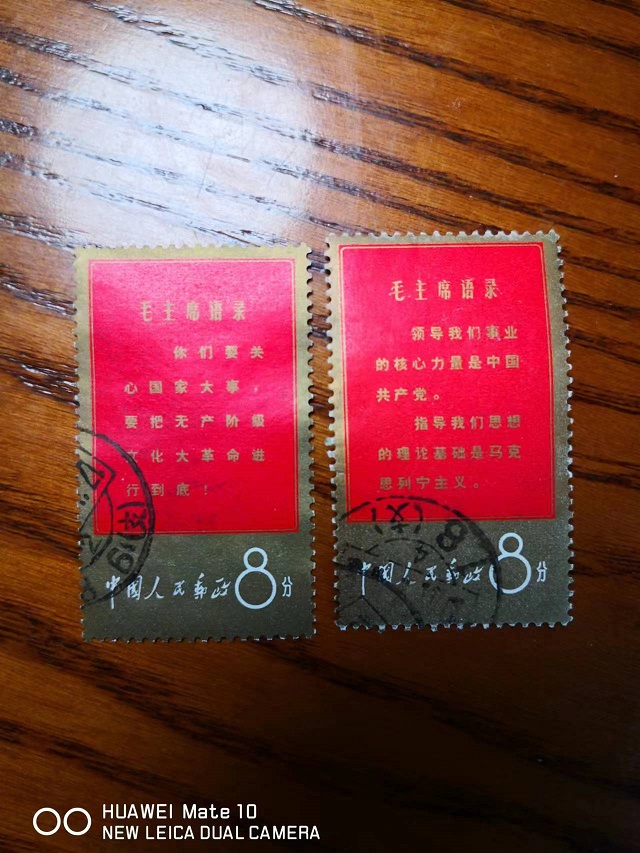 毛主席语录
你们要关
心国家大事，
要把无产阶级
文化大革命进
行到底！
中国人民邮政
8分
毛主席语录
领导我们事业
的核心力量是中国
共产党。
指导我们思想
的理论基础是马克
思列宁主义。
中国人民邮政
8分
HUAWEI Mate 10
NEW LEICA DUAL CAMERA